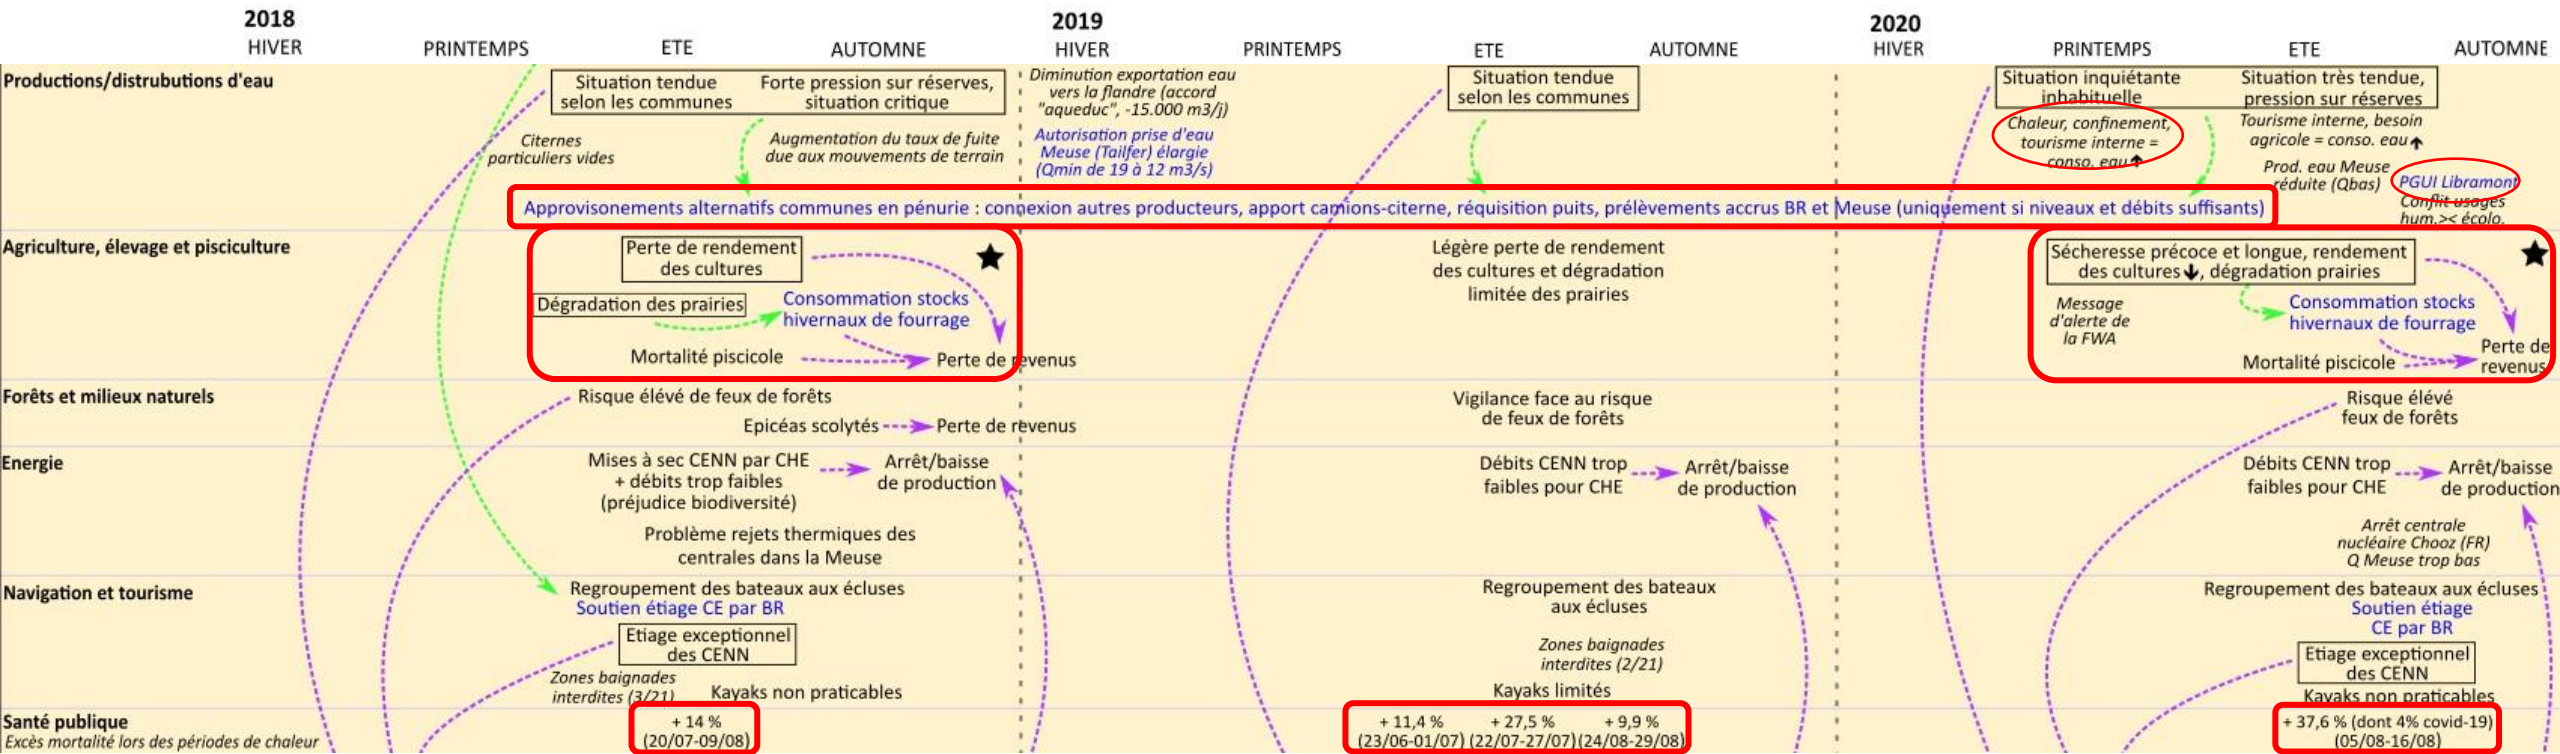 2018
HIVER
PRINTEMPS
ETE
AUTOMNE
2019
HIVER
PRINTEMPS
ETE
AUTOMNE
2020
HIVER
PRINTEMPS
ETE
AUTOMNE
Productions/distrubutions d'eau
Situation tendue
selon les communes
Forte pression sur réserves,
situation critique
Citernes
particuliers vides
Augmentation du taux de fuite
due aux mouvements de terrain
Diminution exportation eau
vers la flandre (accord
"aqueduc", -15.000 m3/j)
Autorisation prise d'eau
Meuse (Tailfer) élargie
(Qmin de 19 à 12 m3/s)
Situation tendue
selon les communes
Situation inquiétante
inhabituelle
Situation très tendue,
pression sur réserves
Chaleur, confinement,
tourisme interne =
conso. eau↑
Tourisme interne, besoin
agricole = conso. eau↑
Prod. eau Meuse
réduite (Qbas)
PGUI Libramont
Conflit usages
hum.>< écolo.
Approvisonements alternatifs communes en pénurie : connexion autres producteurs, apport camions-citerne, réquisition puits, prélèvements accrus BR et Meuse (uniquement si niveaux et débits suffisants)
Agriculture, élevage et pisciculture
Perte de rendement
des cultures
Dégradation des prairies
Consommation stocks
hivernaux de fourrage
Mortalité piscicole
Perte de revenus
Légère perte de rendement
des cultures et dégradation
limitée des prairies
Sécheresse précoce et longue, rendement
des cultures↓, dégradation prairies
Message
d'alerte de
la FWA
Consommation stocks
hivernaux de fourrage
Mortalité piscicole
Perte de
revenus
Forêts et milieux naturels
Risque élévé de feux de forêts
Epicéas scolytés
Perte de revenus
Vigilance face au risque
de feux de forêts
Risque élévé
feux de forêts
Energie
Mises à sec CENN par CHE
+ débits trop faibles
(préjudice biodiversité)
Arrêt/baisse
de production
Problème rejets thermiques des
centrales dans la Meuse
Débits CENN trop
faibles pour CHE
Arrêt/baisse
de production
Débits CENN trop
faibles pour CHE
Arrêt/baisse
de production
Arrêt centrale
nucléaire Chooz (FR)
Q Meuse trop bas
Navigation et tourisme
Regroupement des bateaux aux écluses
Soutien étiage CE par BR
Etiage exceptionnel
des CENN
Zones baignades
interdites (3/21)
Kayaks non praticables
Regroupement des bateaux
aux écluses
Zones baignades
interdites (2/21)
Kayaks limités
Regroupement des bateaux aux écluses
Soutien étiage
CE par BR
Etiage exceptionnel
des CENN
Kayaks non praticables
Santé publique
Excès mortalité lors des périodes de chaleur
+ 14 %
(20/07-09/08)
+ 11,4 %
(23/06-01/07)
+ 27,5 %
(22/07-27/07)
+ 9,9 %
(24/08-29/08)
+ 37,6 % (dont 4% covid-19)
(05/08-16/08)